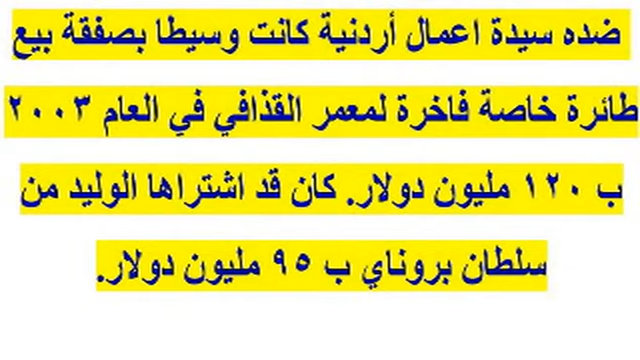 ضده سيدة اعمال أردنية كانت وسيطا بصفقة بيع
طائرة خاصة فاخرة لمعمر القذافي في العام ٢٠٠٣
ب ١٢٠ مليون دولار. كان قد اشتراها الوليد من
سلطان بروناي ب ٩٥ مليون دولار.